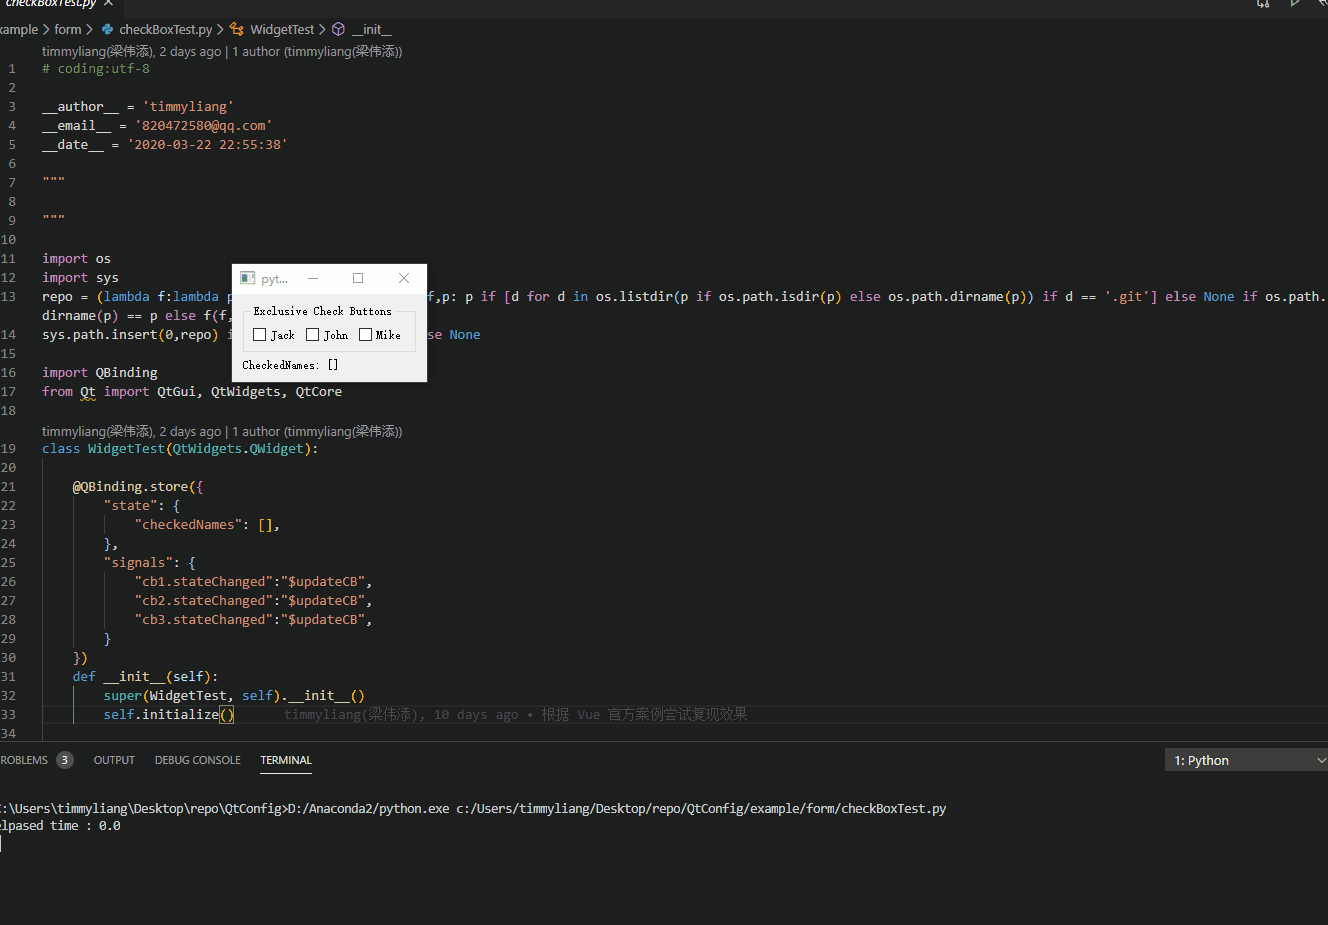 checkBoxTest.py ×
xample > form > checkBoxTest.py > WidgetTest > __init__
timmyliang(梁伟添), 2 days ago | 1 author (timmyliang(梁伟添))
1 # coding:utf-8
2
3 __author__ = 'timmyliang'
4 __email__ = '820472580@qq.com'
5 __date__ = '2020-03-22 22:55:38'
6
7 """
8
9 """
10
11 import os
12 import sys
13 repo = (lambda f:lambda p f,p: p if [d for d in os.listdir(p if os.path.isdir(p) else os.path.dirname(p)) if d == '.git'] else None if os.path.
dirname(p) == p else f(f,
14 sys.path.insert(0,repo) i se None
15
16 import QBinding
17 from Qt import QtGui, QtWidgets, QtCore
18
pyt...
Exclusive Check Buttons
Jack John Mike
CheckedNames: []
timmyliang(梁伟添), 2 days ago | 1 author (timmyliang(梁伟添))
19 class WidgetTest(QtWidgets.QWidget):
20
21 @QBinding.store({
22 "state": {
23 "checkedNames": [],
24 },
25 "signals": {
26 "cb1.stateChanged":"$updateCB",
27 "cb2.stateChanged":"$updateCB",
28 "cb3.stateChanged":"$updateCB",
29 }
30 })
31 def __init__(self):
32 super(WidgetTest, self).__init__()
33 self.initialize() timmyliang(梁伟添), 10 days ago • 根据 Vue 官方案例尝试复现效果
34
ROBLEMS 3 OUTPUT DEBUG CONSOLE TERMINAL 1: Python
:\Users\timmyliang\Desktop\repo\QtConfig>D:/Anaconda2/python.exe c:/Users/timmyliang/Desktop/repo/QtConfig/example/form/checkBoxTest.py
elpased time : 0.0